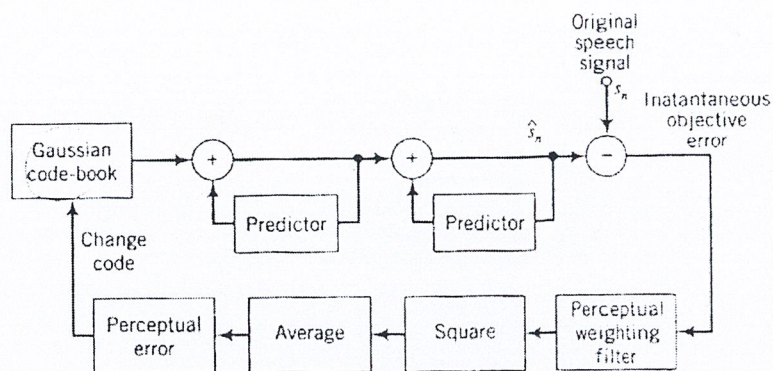 Original
speech
signal
s_n
Inatantaneous
objective
error
ŝ_n
Gaussian
code-book
+
+
−
Predictor
Predictor
Change
code
Perceptual
error
Average
Square
Perceptual
weighting
filter